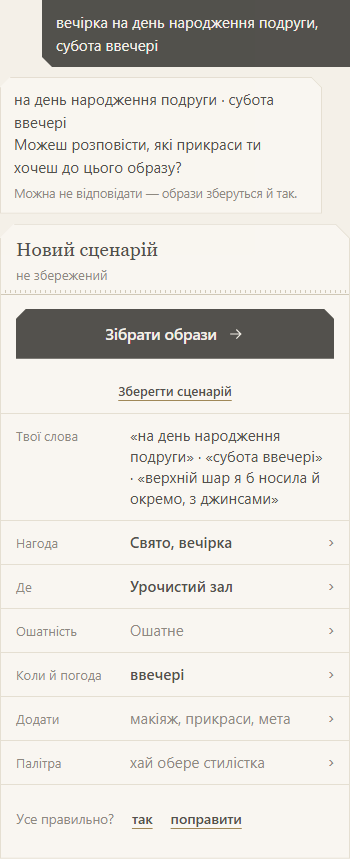 вечірка на день народження подруги,
субота ввечері
на день народження подруги · субота
ввечері
Можеш розповісти, які прикраси ти
хочеш до цього образу?
Можна не відповідати — образи зберуться й так.
Новий сценарій
не збережений
Зібрати образи →
Зберегти сценарій
Твої слова
«на день народження
подруги» · «субота ввечері»
· «верхній шар я б носила й
окремо, з джинсами»
Нагода Свято, вечірка ›
Де Урочистий зал ›
Ошатність Ошатне ›
Коли й погода ввечері ›
Додати макіяж, прикраси, мета ›
Палітра хай обере стилістка ›
Усе правильно? так поправити